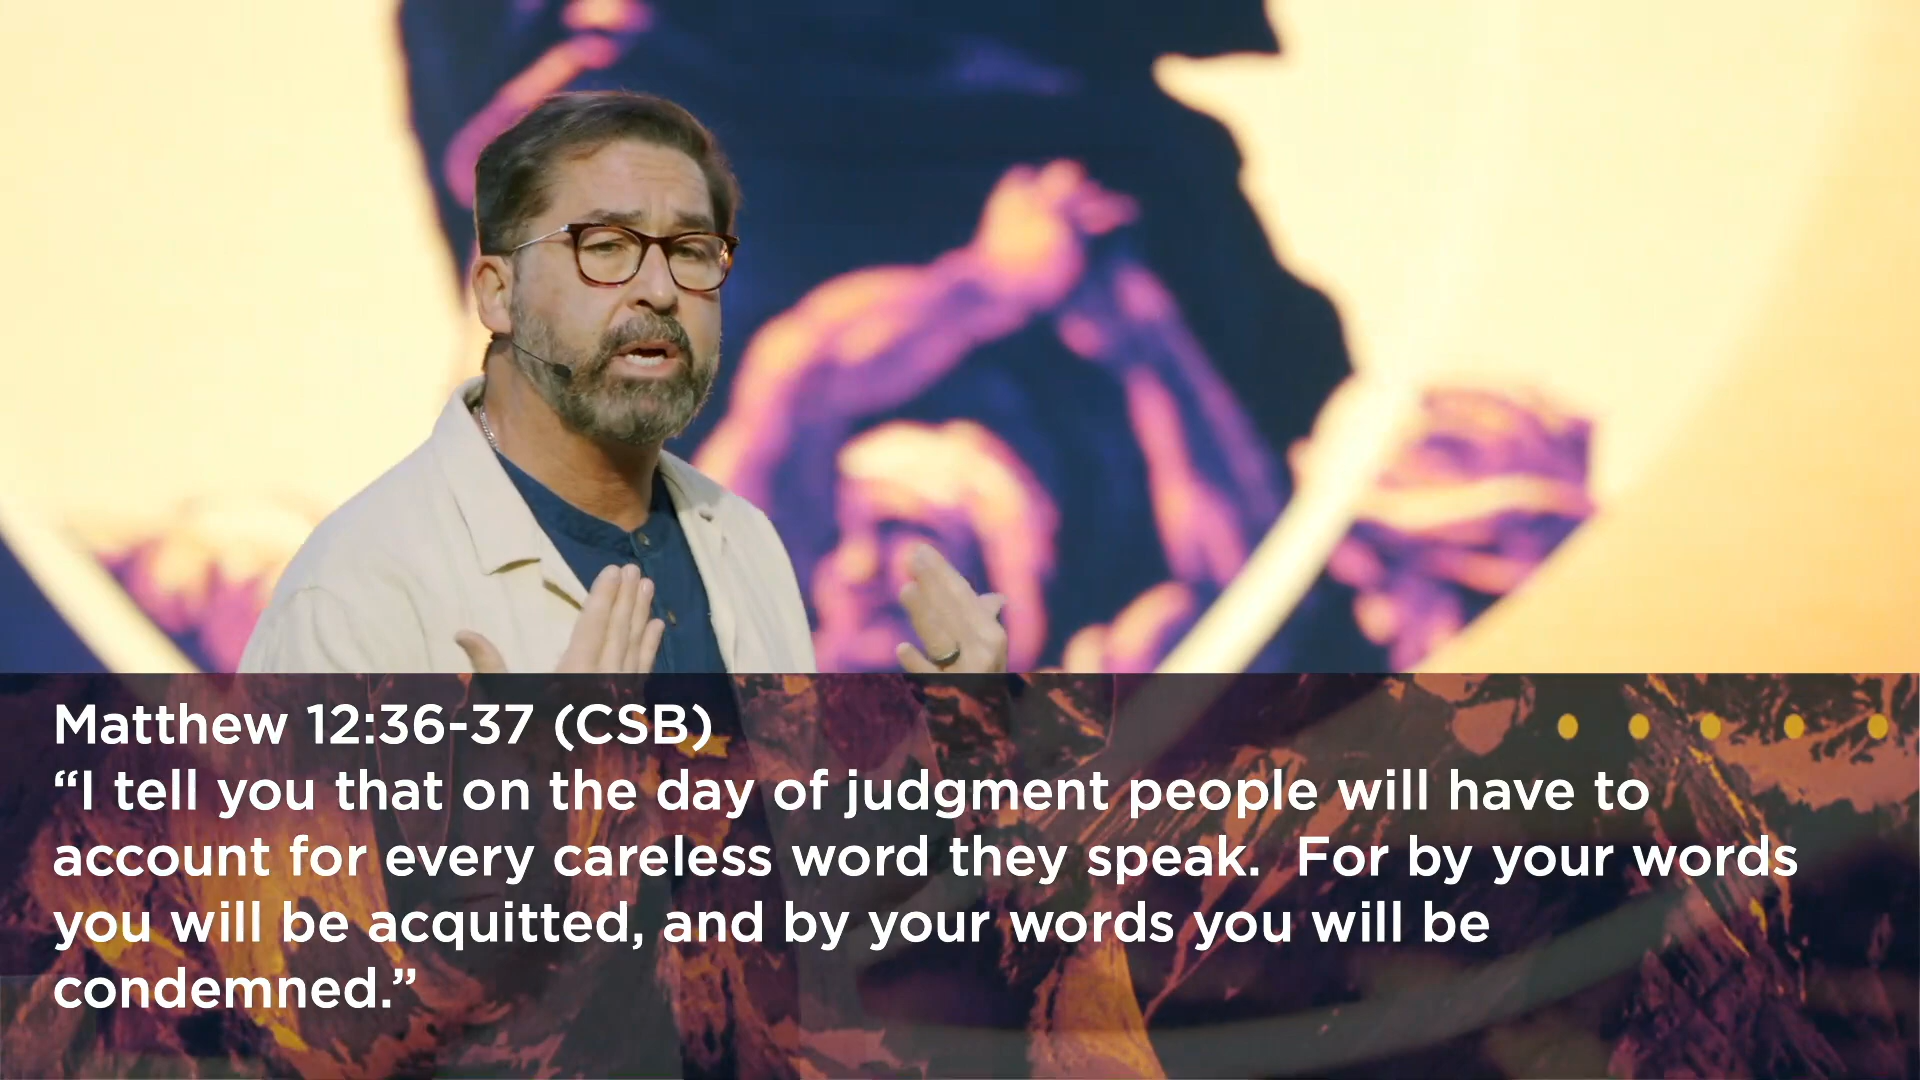 Matthew 12:36-37 (CSB)
“I tell you that on the day of judgment people will have to
account for every careless word they speak.  For by your words
you will be acquitted, and by your words you will be
condemned.”